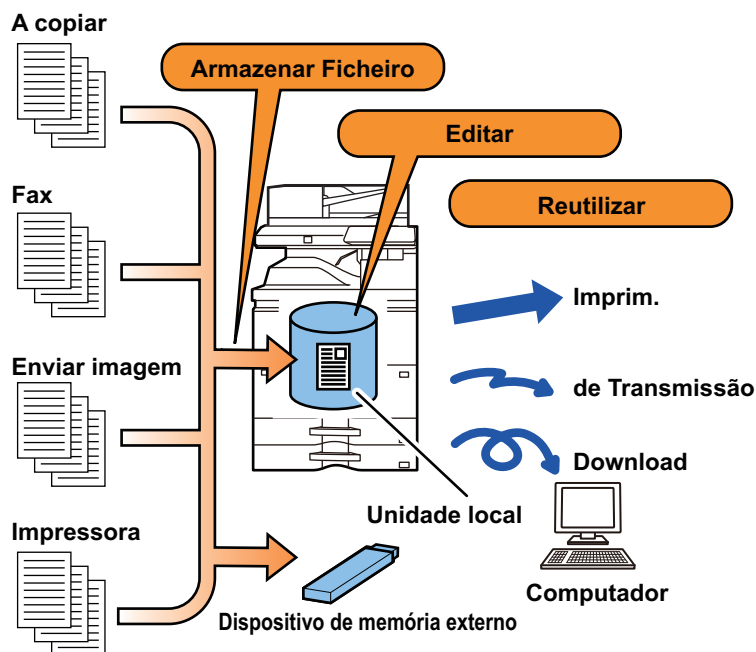 A copiar
Armazenar Ficheiro
Editar
Fax
Reutilizar
Imprim.
Enviar imagem
de Transmissão
Download
Unidade local
Impressora
Computador
Dispositivo de memória externo